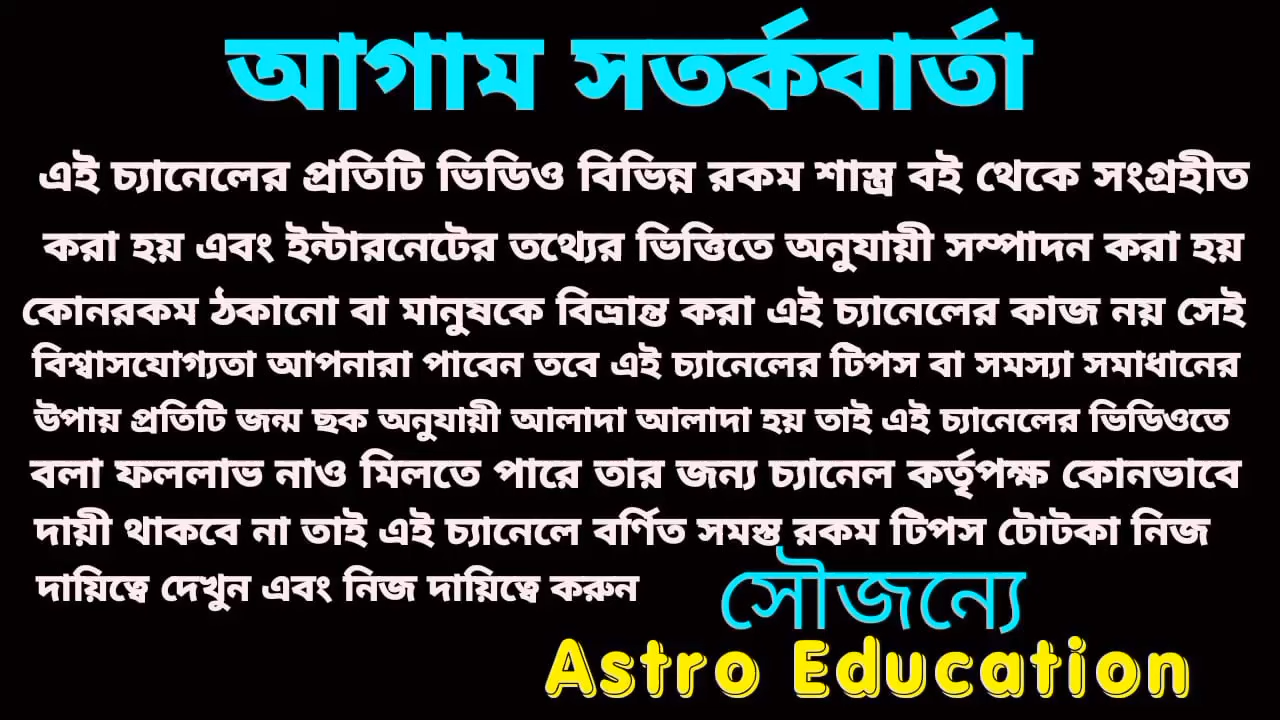 আগাম সতর্কবার্তা
এই চ্যানেলের প্রতিটি ভিডিও বিভিন্ন রকম শাস্ত্র বই থেকে সংগ্রহীত
করা হয় এবং ইন্টারনেটের তথ্যের ভিত্তিতে অনুযায়ী সম্পাদন করা হয়
কোনরকম ঠকানো বা মানুষকে বিভ্রান্ত করা এই চ্যানেলের কাজ নয় সেই
বিশ্বাসযোগ্যতা আপনারা পাবেন তবে এই চ্যানেলের টিপস বা সমস্যা সমাধানের
উপায় প্রতিটি জন্ম ছক অনুযায়ী আলাদা আলাদা হয় তাই এই চ্যানেলের ভিডিওতে
বলা ফললাভ নাও মিলতে পারে তার জন্য চ্যানেল কর্তৃপক্ষ কোনভাবে
দায়ী থাকবে না তাই এই চ্যানেলে বর্ণিত সমস্ত রকম টিপস টোটকা নিজ
দায়িত্বে দেখুন এবং নিজ দায়িত্বে করুন
সৌজন্যে
Astro Education